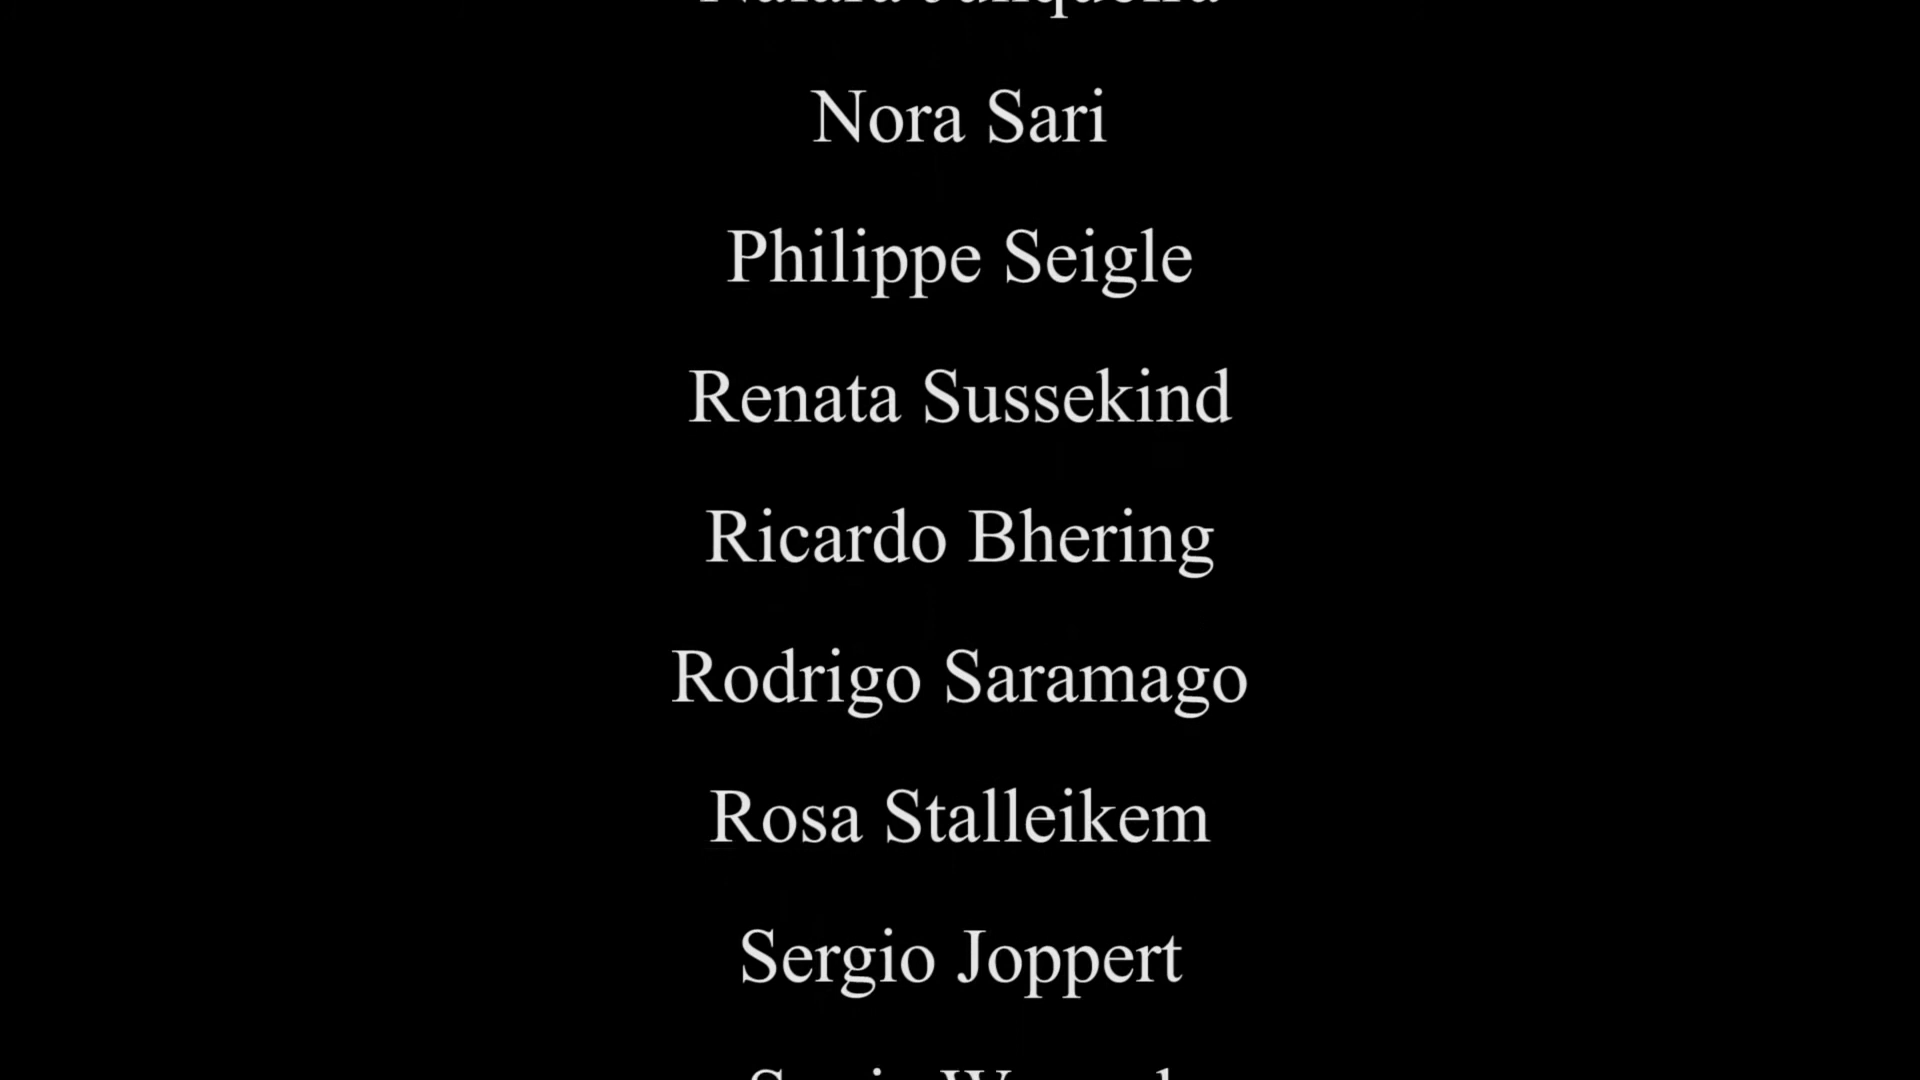 Nora Sari
Philippe Seigle
Renata Sussekind
Ricardo Bhering
Rodrigo Saramago
Rosa Stalleikem
Sergio Joppert